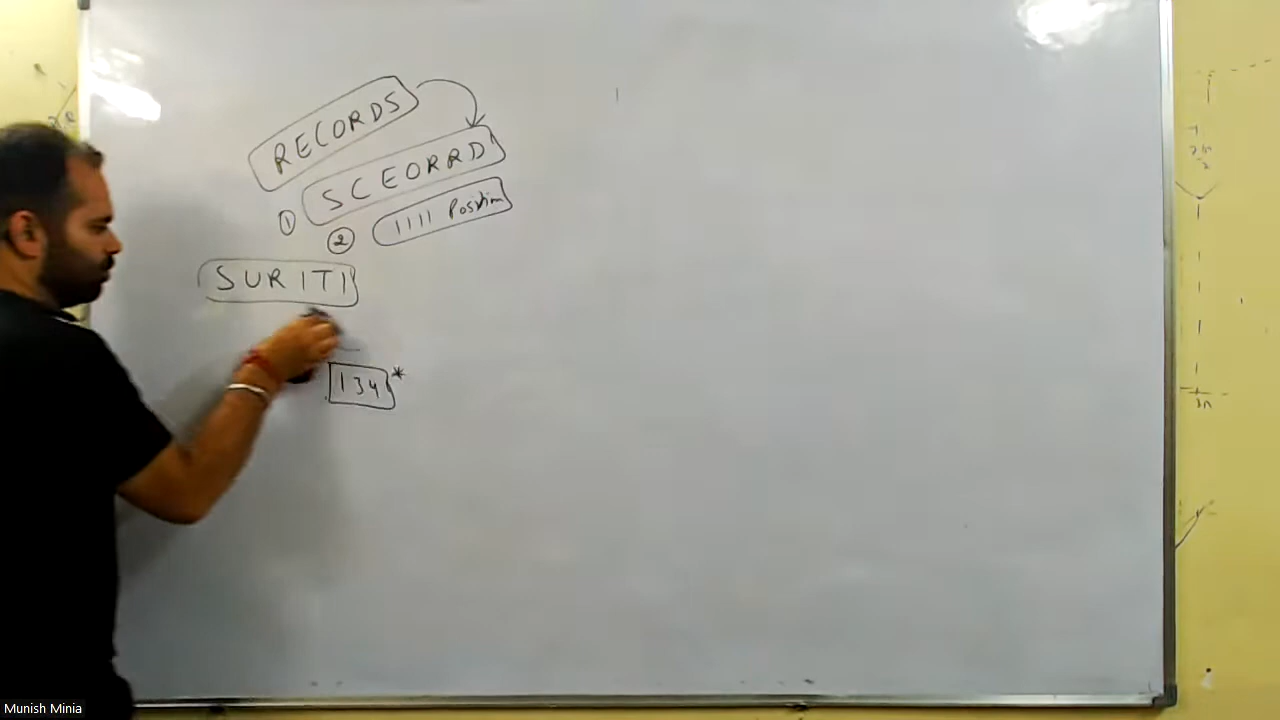 RECORDS
SCEORRD
① ② 1111 Position
SURITI
134*
Munish Minia